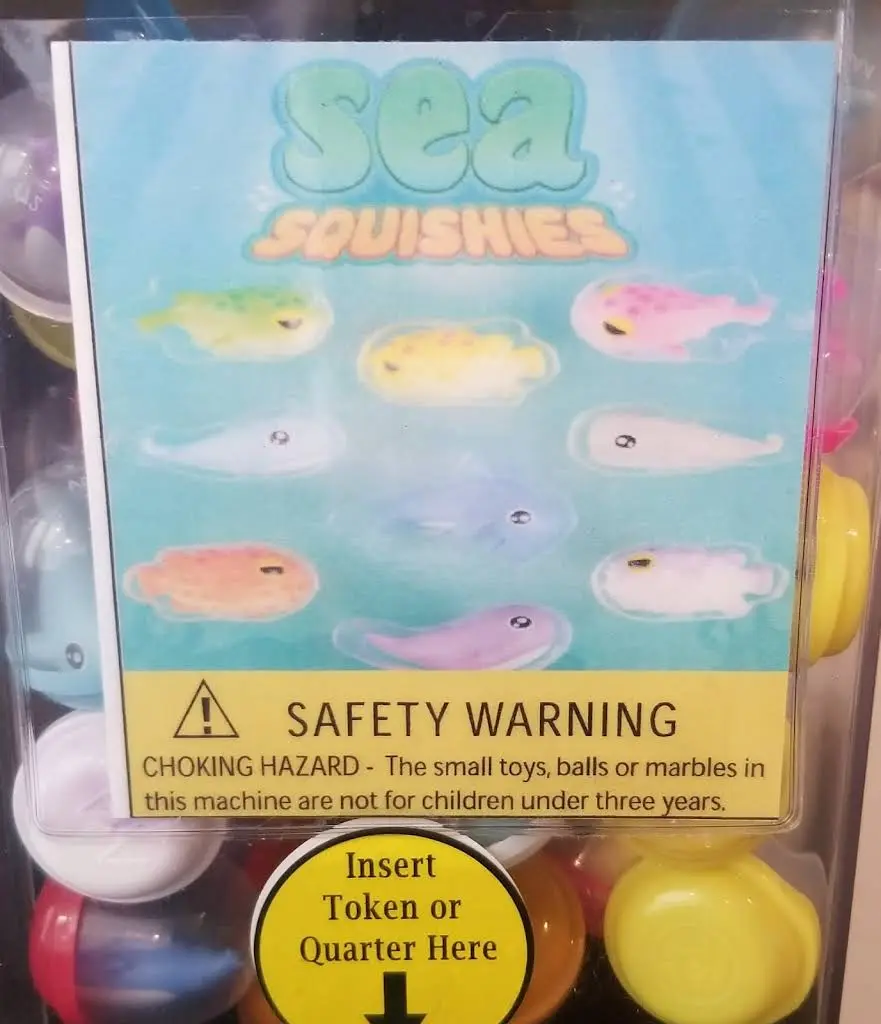 sea
SQUISHIES
SAFETY WARNING
CHOKING HAZARD - The small toys, balls or marbles in
this machine are not for children under three years.
Insert
Token or
Quarter Here